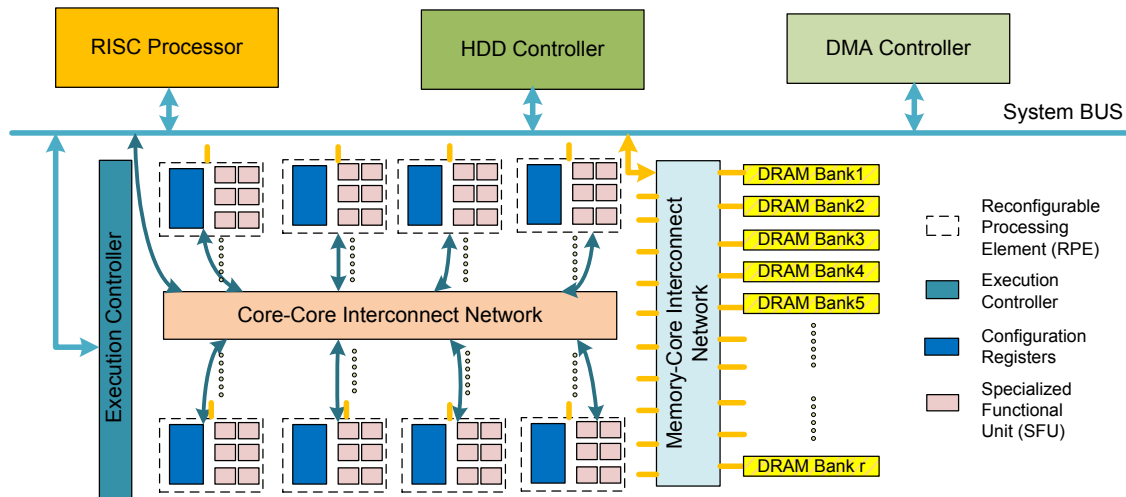 RISC Processor
HDD Controller
DMA Controller
System BUS
Execution Controller
Core-Core Interconnect Network
Memory-Core Interconnect
Network
DRAM Bank1
DRAM Bank2
DRAM Bank3
DRAM Bank4
DRAM Bank5
DRAM Bank r
Reconfigurable
Processing
Element (RPE)
Execution
Controller
Configuration
Registers
Specialized
Functional
Unit (SFU)